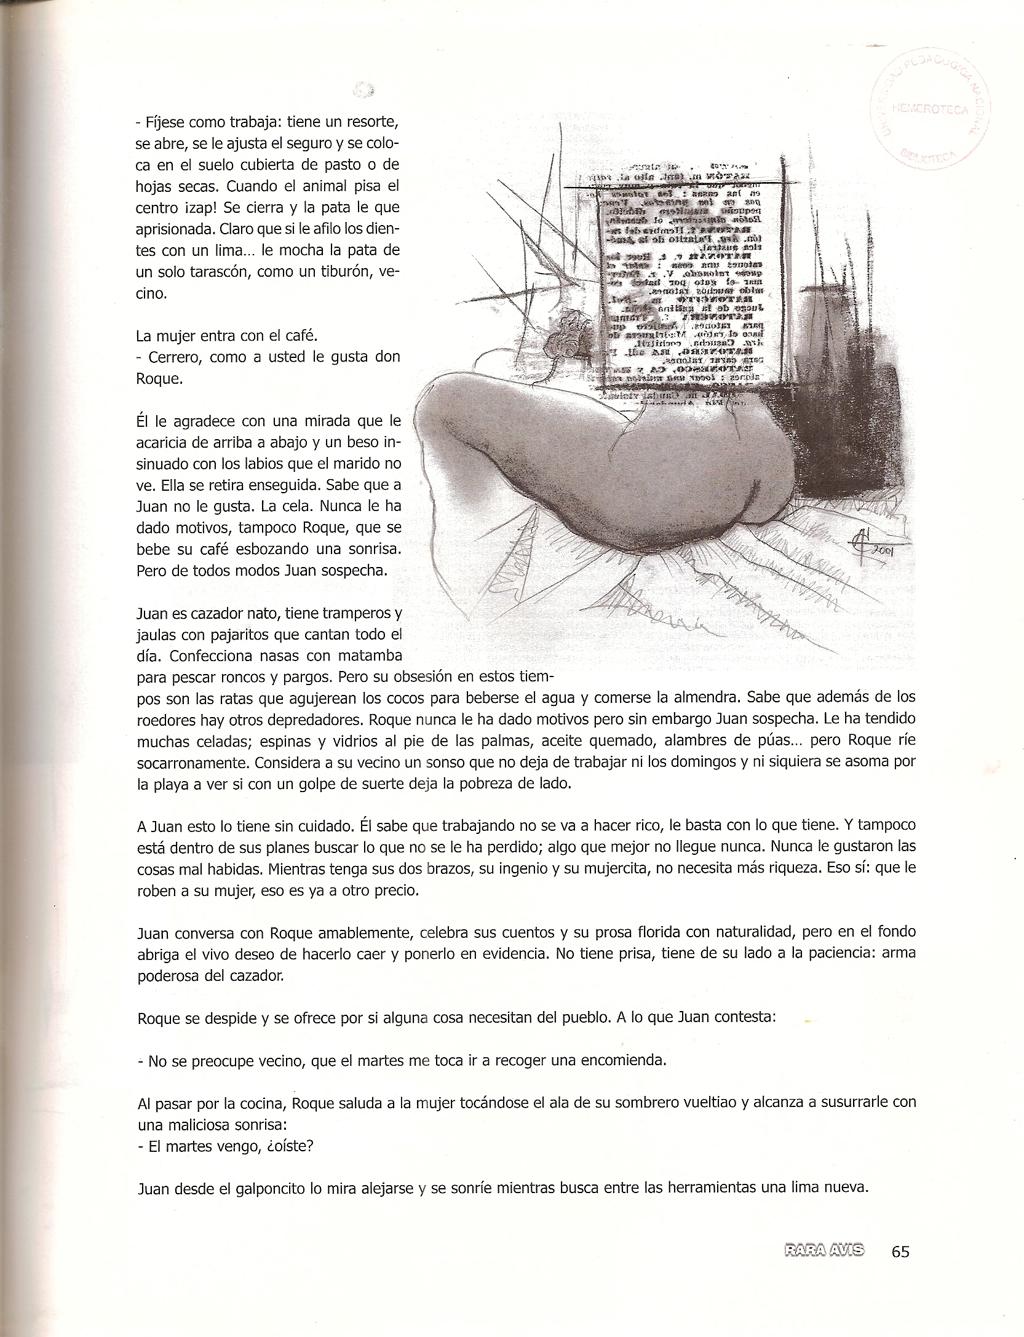 - Fíjese como trabaja: tiene un resorte,
se abre, se le ajusta el seguro y se colo-
ca en el suelo cubierta de pasto o de
hojas secas. Cuando el animal pisa el
centro ¡zap! Se cierra y la pata le que
aprisionada. Claro que si le afilo los dien-
tes con un lima... le mocha la pata de
un solo tarascón, como un tiburón, ve-
cino.
La mujer entra con el café.
- Cerrero, como a usted le gusta don
Roque.
Él le agradece con una mirada que le
acaricia de arriba a abajo y un beso in-
sinuado con los labios que el marido no
ve. Ella se retira enseguida. Sabe que a
Juan no le gusta. La cela. Nunca le ha
dado motivos, tampoco Roque, que se
bebe su café esbozando una sonrisa.
Pero de todos modos Juan sospecha.
Juan es cazador nato, tiene tramperos y
jaulas con pajaritos que cantan todo el
día. Confecciona nasas con matamba
para pescar roncos y pargos. Pero su obsesión en estos tiem-
pos son las ratas que agujerean los cocos para beberse el agua y comerse la almendra. Sabe que además de los
roedores hay otros depredadores. Roque nunca le ha dado motivos pero sin embargo Juan sospecha. Le ha tendido
muchas celadas; espinas y vidrios al pie de las palmas, aceite quemado, alambres de púas... pero Roque ríe
socarronamente. Considera a su vecino un sonso que no deja de trabajar ni los domingos y ni siquiera se asoma por
la playa a ver si con un golpe de suerte deja la pobreza de lado.
A Juan esto lo tiene sin cuidado. Él sabe que trabajando no se va a hacer rico, le basta con lo que tiene. Y tampoco
está dentro de sus planes buscar lo que no se le ha perdido; algo que mejor no llegue nunca. Nunca le gustaron las
cosas mal habidas. Mientras tenga sus dos brazos, su ingenio y su mujercita, no necesita más riqueza. Eso sí: que le
roben a su mujer, eso es ya a otro precio.
Juan conversa con Roque amablemente, celebra sus cuentos y su prosa florida con naturalidad, pero en el fondo
abriga el vivo deseo de hacerlo caer y ponerlo en evidencia. No tiene prisa, tiene de su lado a la paciencia: arma
poderosa del cazador.
Roque se despide y se ofrece por si alguna cosa necesitan del pueblo. A lo que Juan contesta:
- No se preocupe vecino, que el martes me toca ir a recoger una encomienda.
Al pasar por la cocina, Roque saluda a la mujer tocándose el ala de su sombrero vueltiao y alcanza a susurrarle con
una maliciosa sonrisa:
- El martes vengo, ¿oíste?
Juan desde el galponcito lo mira alejarse y se sonríe mientras busca entre las herramientas una lima nueva.
2001
UNIVERSIDAD PEDAGOGICA NACIONAL
HEMEROTECA
BIBLIOTECA
RARA AVIS 65